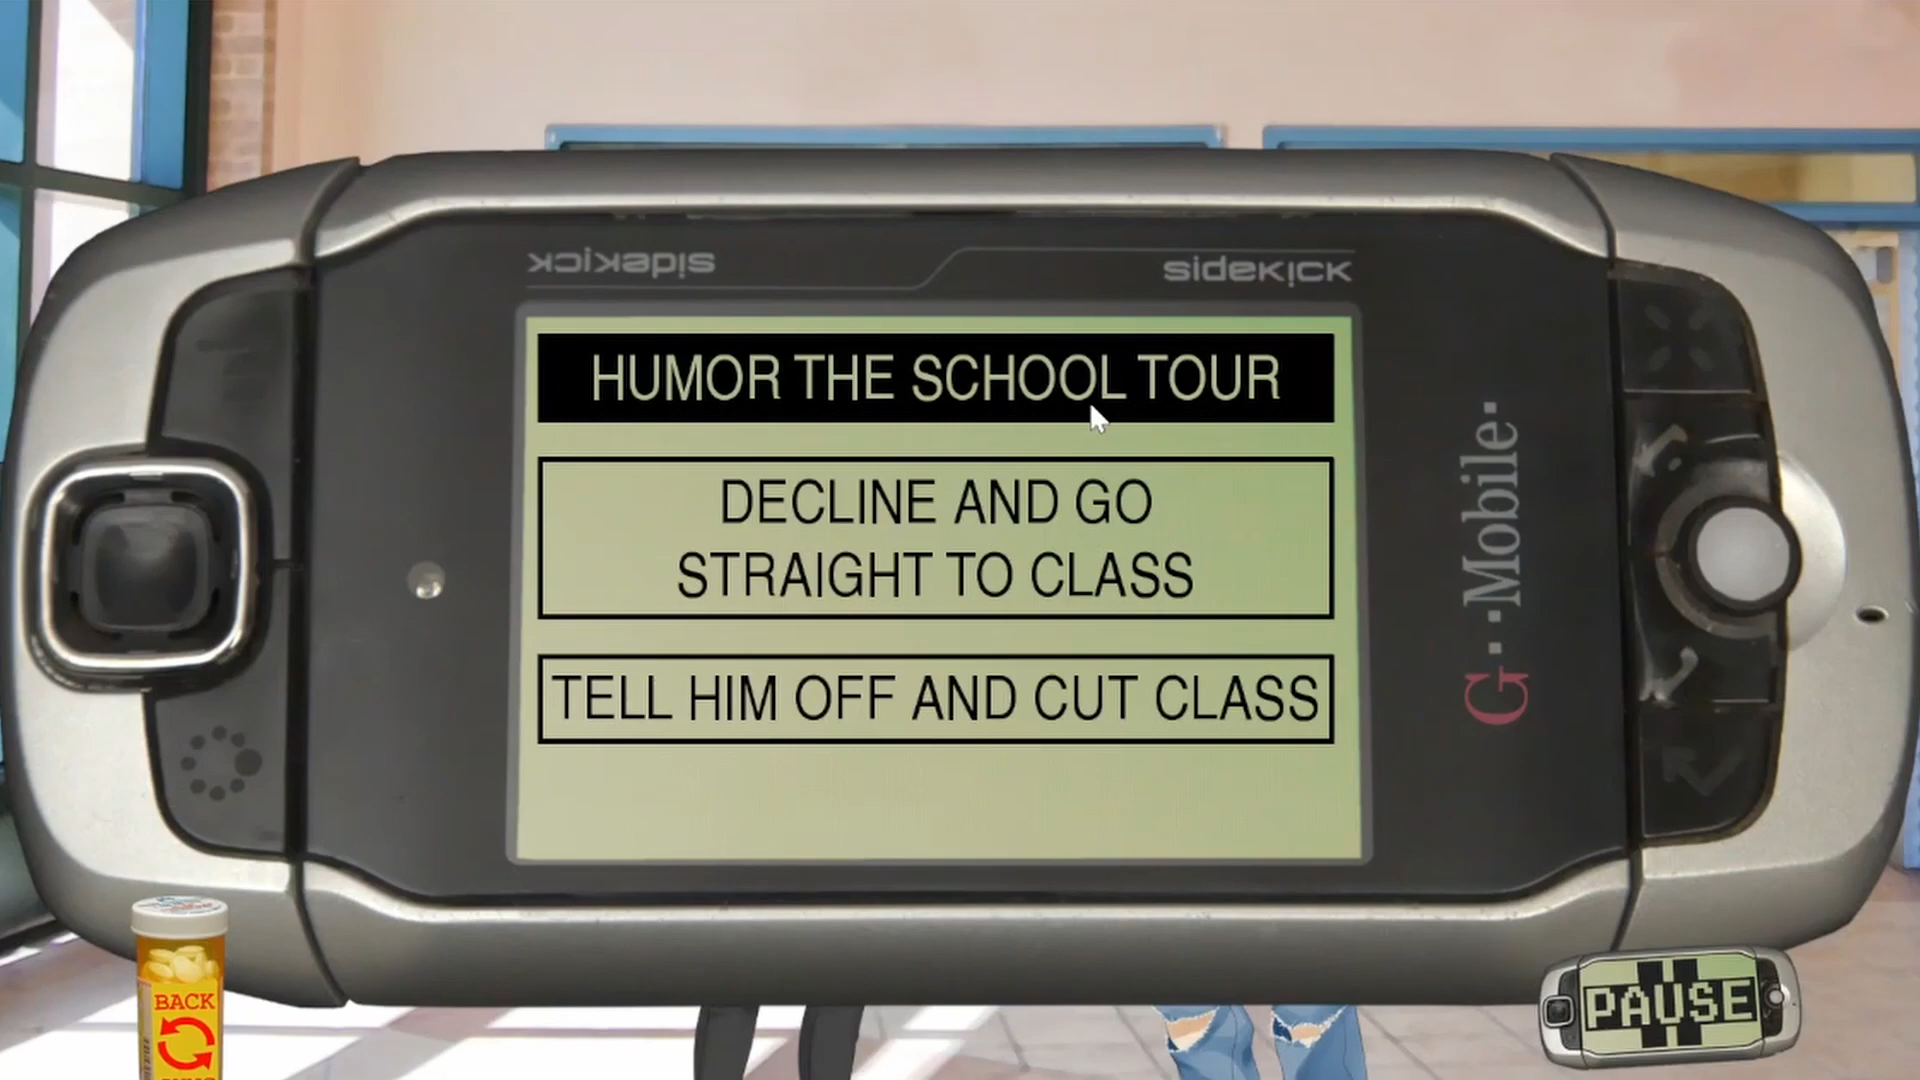 sidekick
sidekick
HUMOR THE SCHOOL TOUR
DECLINE AND GO
STRAIGHT TO CLASS
TELL HIM OFF AND CUT CLASS
G··Mobile·
BACK
PAUSE